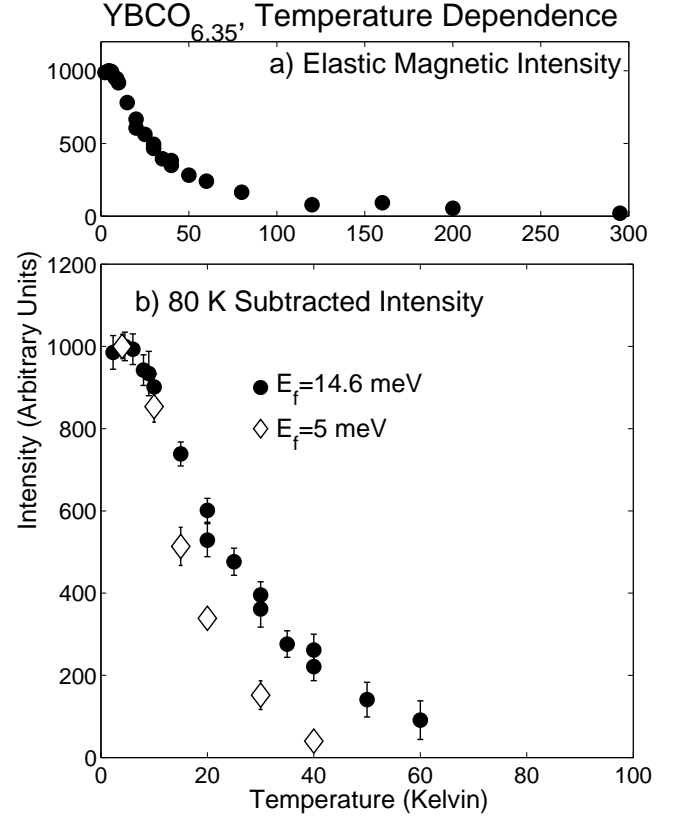 YBCO6.35, Temperature Dependence
a) Elastic Magnetic Intensity
1000
500
0
0 50 100 150 200 250 300
b) 80 K Subtracted Intensity
Ef=14.6 meV
Ef=5 meV
1200
1000
800
600
400
200
0
0 20 40 60 80 100
Intensity (Arbitrary Units)
Temperature (Kelvin)